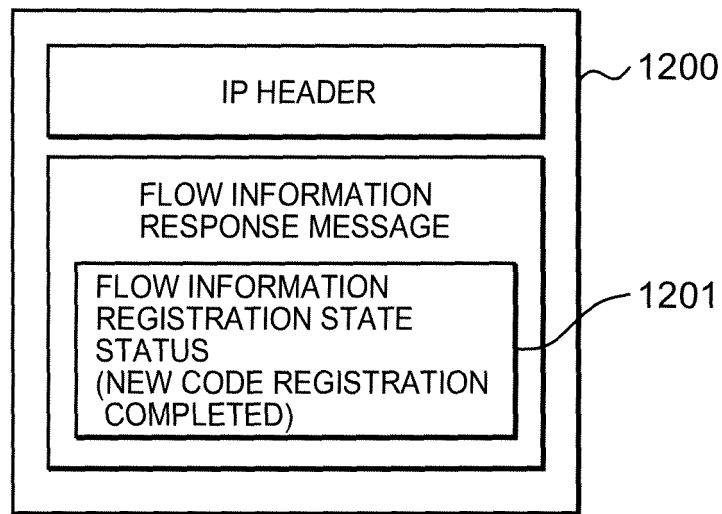 IP HEADER
1200
FLOW INFORMATION
RESPONSE MESSAGE
FLOW INFORMATION
REGISTRATION STATE
STATUS
(NEW CODE REGISTRATION
COMPLETED)
1201